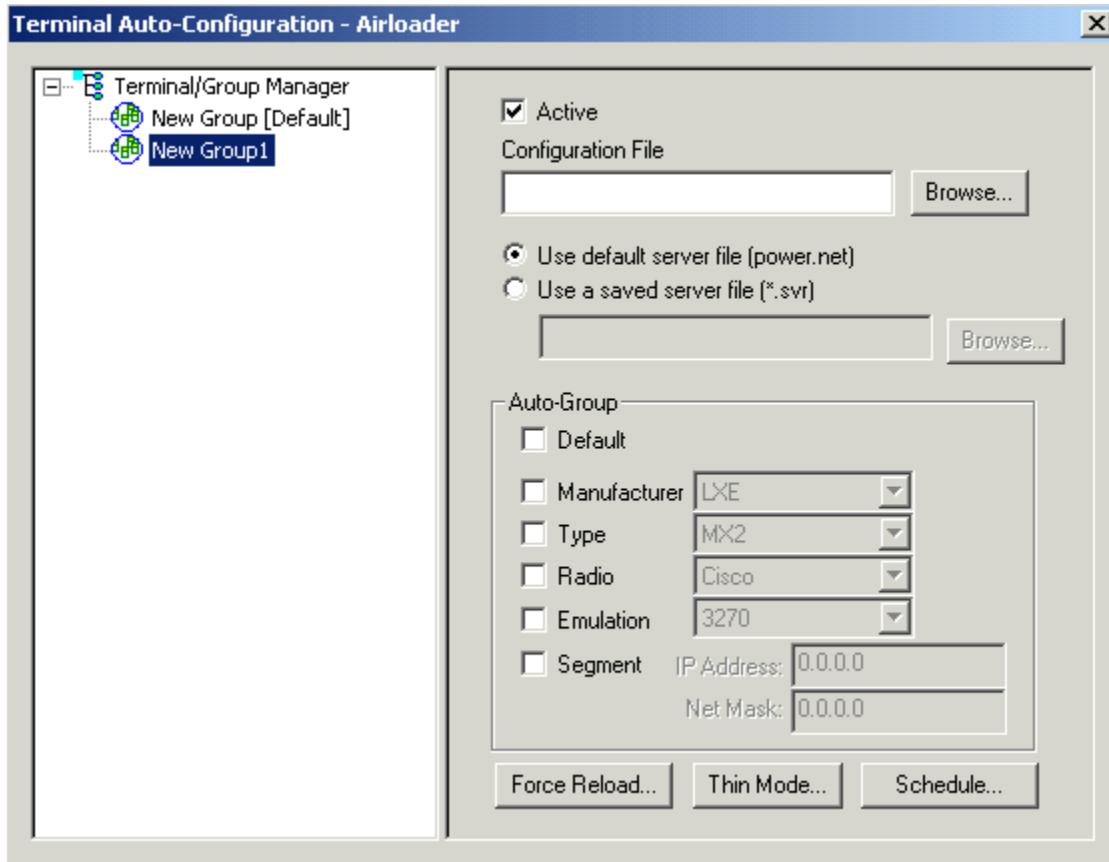 Terminal Auto-Configuration - Airloader
Terminal/Group Manager
New Group [Default]
New Group1
Active
Configuration File
Browse...
Use default server file (power.net)
Use a saved server file (*.svr)
Browse...
Auto-Group
Default
Manufacturer LXE
Type MX2
Radio Cisco
Emulation 3270
Segment IP Address: 0.0.0.0
Net Mask: 0.0.0.0
Force Reload... Thin Mode... Schedule...